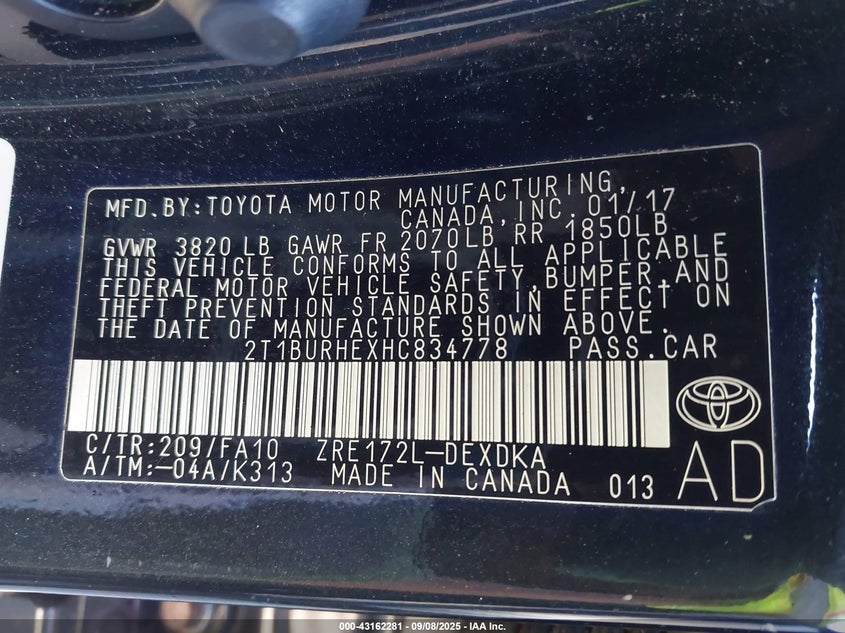 MFD.BY:TOYOTA MOTOR MANUFACTURING,
CANADA,INC. 01/17
GVWR 3820 LB GAWR FR 2070LB RR 1850LB
THIS VEHICLE CONFORMS TO ALL APPLICABLE
FEDERAL MOTOR VEHICLE SAFETY,BUMPER,AND
THEFT PREVENTION STANDARDS IN EFFECT ON
THE DATE OF MANUFACTURE SHOWN ABOVE.
2T1BURHEXHC834778 PASS.CAR
C/TR:209/FA10 ZRE172L-DEXDKA
A/TM:-04A/K313 MADE IN CANADA 013 AD
000-43162281 - 09/08/2025 - IAA Inc.